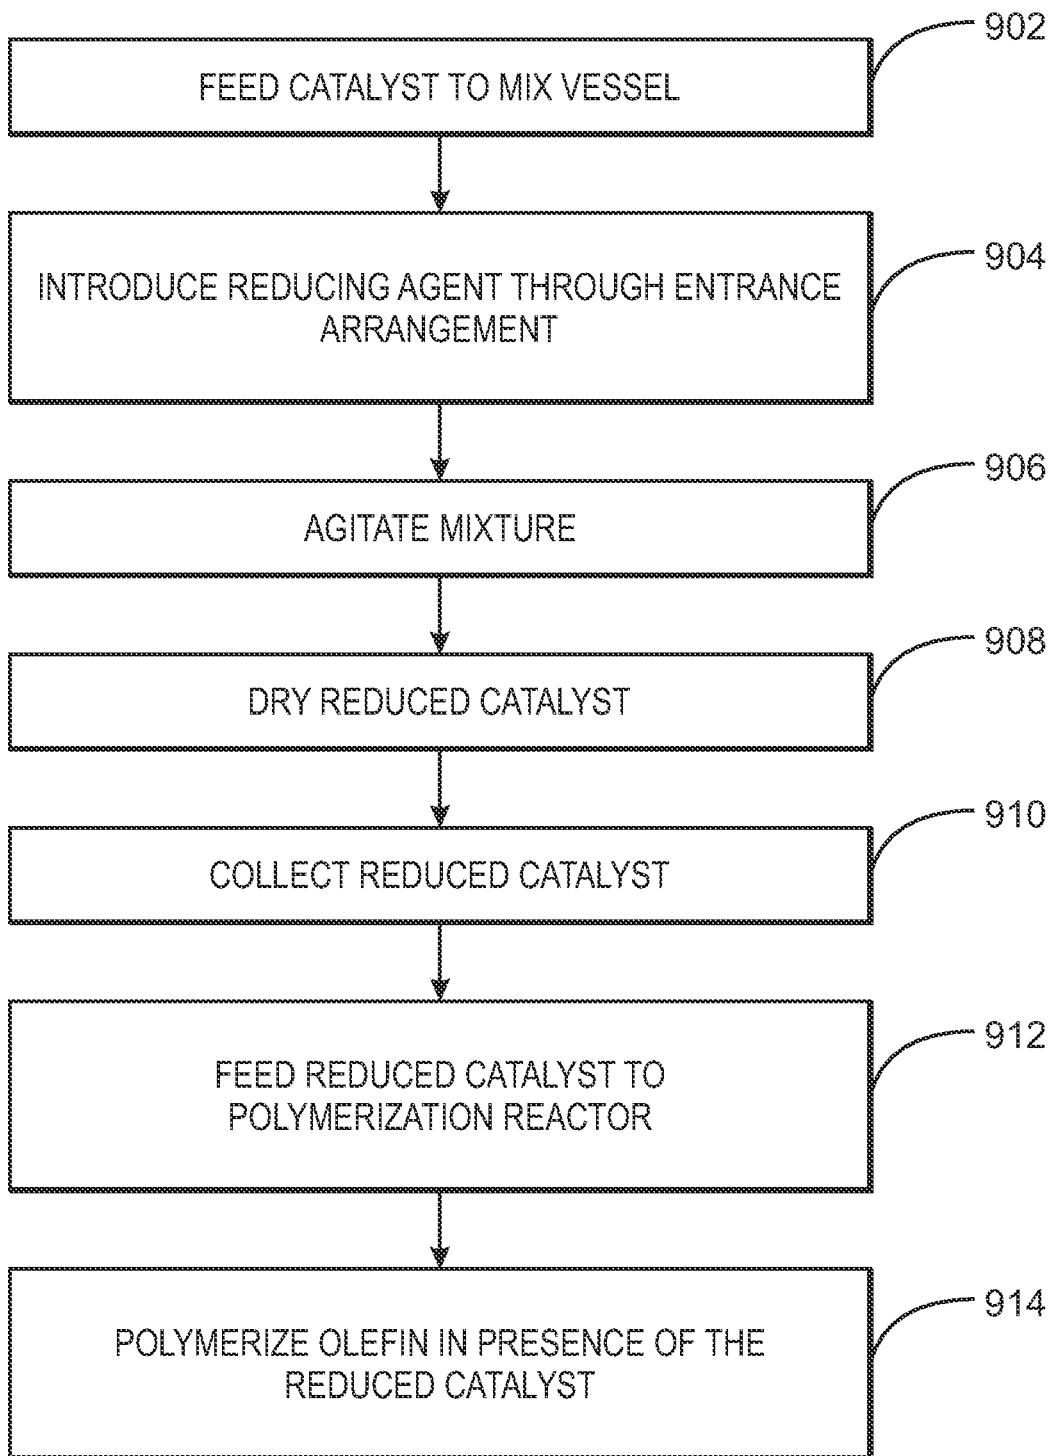 902
FEED CATALYST TO MIX VESSEL
904
INTRODUCE REDUCING AGENT THROUGH ENTRANCE
ARRANGEMENT
906
AGITATE MIXTURE
908
DRY REDUCED CATALYST
910
COLLECT REDUCED CATALYST
912
FEED REDUCED CATALYST TO
POLYMERIZATION REACTOR
914
POLYMERIZE OLEFIN IN PRESENCE OF THE
REDUCED CATALYST